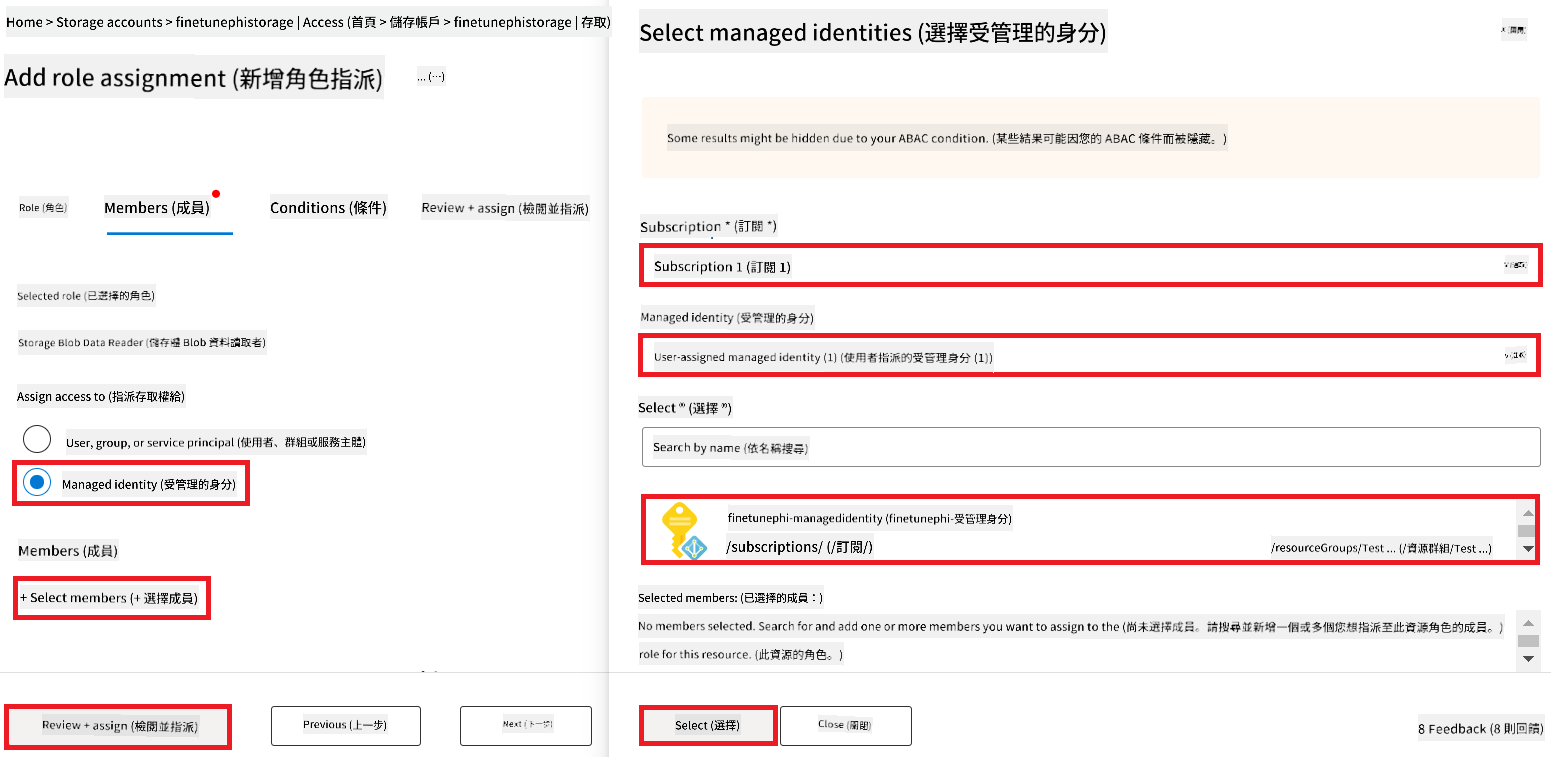 Home > Storage accounts > finetunephistorage | Access (首頁 > 儲存帳戶 > finetunephistorage | 存取)
Add role assignment (新增角色指派)
... (⋯)
Role (角色)
Members (成員)
Conditions (條件)
Review + assign (檢閱並指派)
Selected role (已選擇的角色)
Storage Blob Data Reader (儲存體 Blob 資料讀取者)
Assign access to (指派存取權給)
User, group, or service principal (使用者、群組或服務主體)
Managed identity (受管理的身分)
Members (成員)
+ Select members (+ 選擇成員)
Review + assign (檢閱並指派)
Previous (上一步)
Next (下一步)
Select managed identities (選擇受管理的身分)
Some results might be hidden due to your ABAC condition. (某些結果可能因您的 ABAC 條件而被隱藏。)
Subscription * (訂閱 *)
Subscription 1 (訂閱 1)
Managed identity (受管理的身分)
User-assigned managed identity (1) (使用者指派的受管理身分 (1))
Select * (選擇 *)
Search by name (依名稱搜尋)
finetunephi-managedidentity (finetunephi-受管理身分)
/subscriptions/ (/訂閱/)
/resourceGroups/Test ... (/資源群組/Test ...)
Selected members: (已選擇的成員：)
No members selected. Search for and add one or more members you want to assign to the (尚未選擇成員。請搜尋並新增一個或多個您想指派至此資源角色的成員。)
role for this resource. (此資源的角色。)
Select (選擇)
Close (關閉)
8 Feedback (8 則回饋)